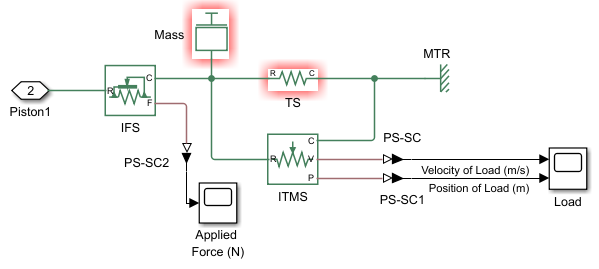 Mass
MTR
R
C
TS
2
Piston1
R
C
F
IFS
PS-SC2
PS-SC
R
C
V
P
ITMS
Velocity of Load (m/s)
Position of Load (m)
PS-SC1
Load
Applied
Force (N)